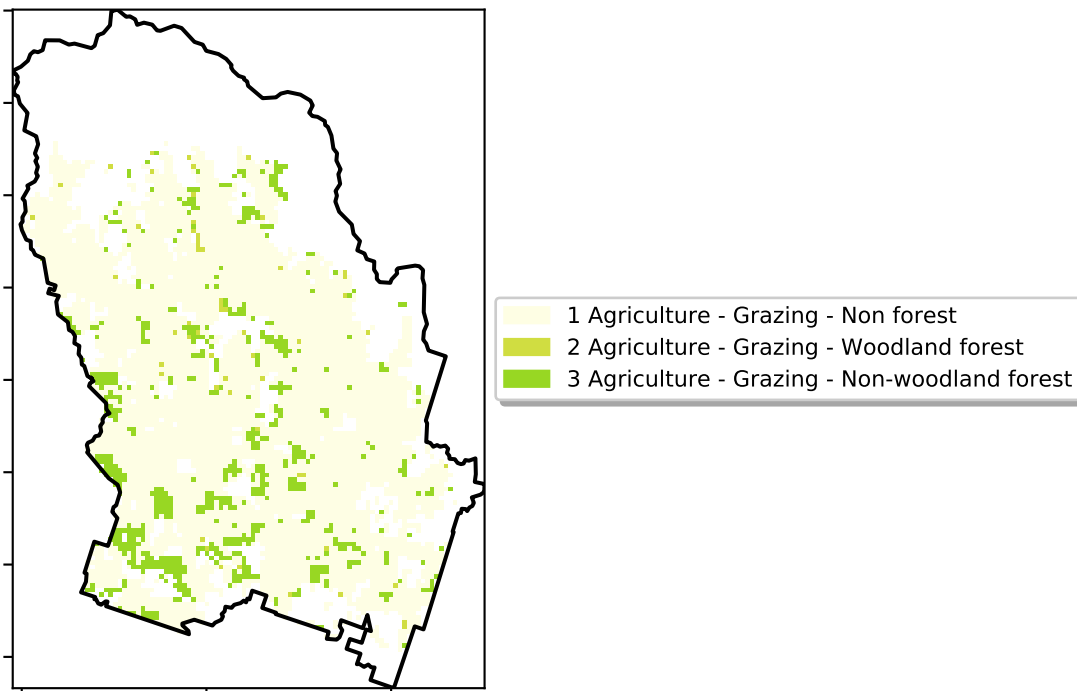 1 Agriculture - Grazing - Non forest
2 Agriculture - Grazing - Woodland forest
3 Agriculture - Grazing - Non-woodland forest